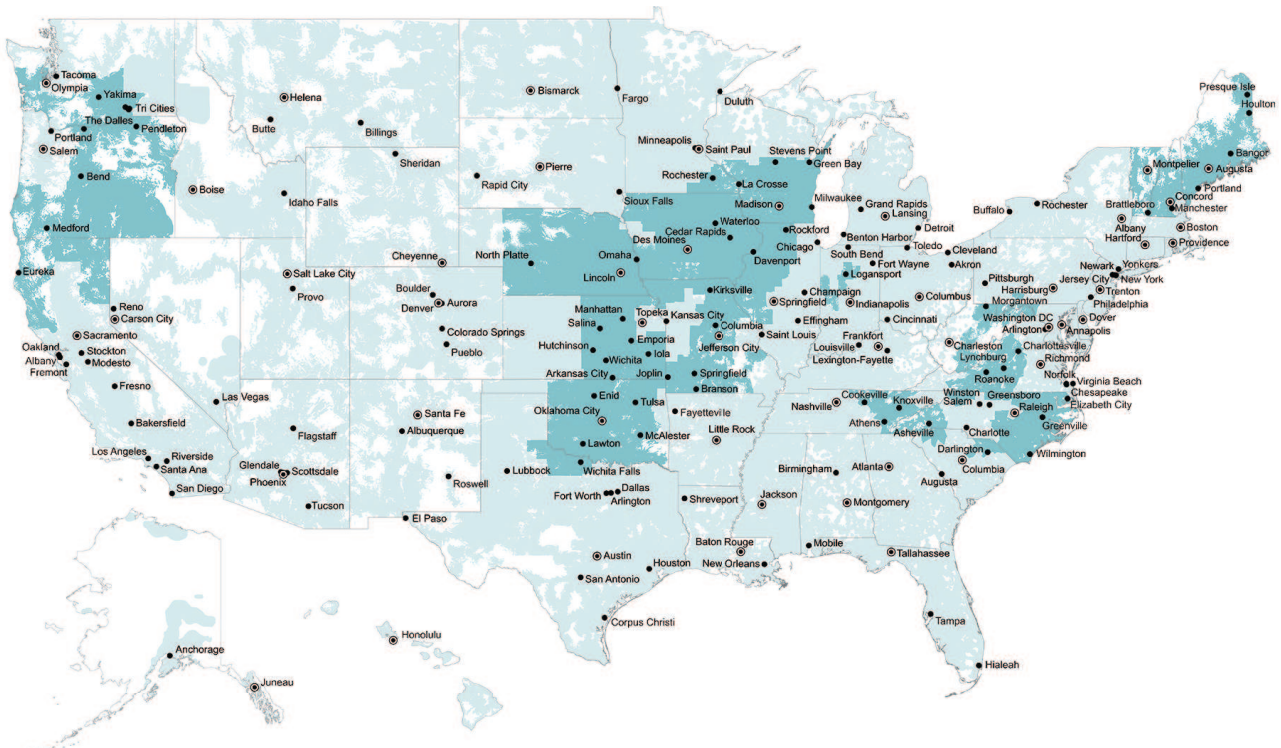 Presque Isle
Houlton
Tacoma
Olympia
Yakima
Tri Cities
The Dalles
Portland
Pendleton
Salem
Bend
Medford
Eureka
Helena
Butte
Billings
Sheridan
Boise
Idaho Falls
Bismarck
Fargo
Duluth
Minneapolis
Saint Paul
Pierre
Rapid City
Sioux Falls
Stevens Point
Green Bay
Rochester
La Crosse
Madison
Milwaukee
Waterloo
Cedar Rapids
Des Moines
Rockford
Chicago
Davenport
Grand Rapids
Lansing
Benton Harbor
Detroit
Toledo
South Bend
Fort Wayne
Logansport
Buffalo
Rochester
Cleveland
Akron
Bangor
Montpelier
Augusta
Portland
Concord
Manchester
Brattleboro
Albany
Boston
Hartford
Providence
Newark
Yonkers
New York
Jersey City
Trenton
Pittsburgh
Harrisburg
Philadelphia
Morgantown
Washington DC
Dover
Arlington
Annapolis
Cheyenne
North Platte
Omaha
Lincoln
Salt Lake City
Provo
Boulder
Denver
Aurora
Colorado Springs
Pueblo
Reno
Carson City
Sacramento
Oakland
Albany
Fremont
Stockton
Modesto
Fresno
Las Vegas
Bakersfield
Los Angeles
Riverside
Santa Ana
San Diego
Manhattan
Topeka
Kansas City
Salina
Hutchinson
Emporia
Iola
Wichita
Arkansas City
Joplin
Kirksville
Columbia
Jefferson City
Saint Louis
Springfield
Branson
Springfield
Champaign
Effingham
Indianapolis
Columbus
Cincinnati
Frankfort
Louisville
Lexington-Fayette
Charleston
Charlottesville
Lynchburg
Richmond
Roanoke
Norfolk
Virginia Beach
Chesapeake
Elizabeth City
Winston
Salem
Greensboro
Raleigh
Greenville
Charlotte
Wilmington
Darlington
Columbia
Cookeville
Nashville
Knoxville
Athens
Asheville
Enid
Tulsa
Oklahoma City
McAlester
Lawton
Wichita Falls
Fayetteville
Little Rock
Santa Fe
Albuquerque
Roswell
Flagstaff
Glendale
Scottsdale
Phoenix
Tucson
El Paso
Lubbock
Fort Worth
Dallas
Arlington
Shreveport
Jackson
Birmingham
Atlanta
Augusta
Montgomery
Baton Rouge
New Orleans
Mobile
Tallahassee
Austin
Houston
San Antonio
Corpus Christi
Tampa
Hialeah
Anchorage
Juneau
Honolulu